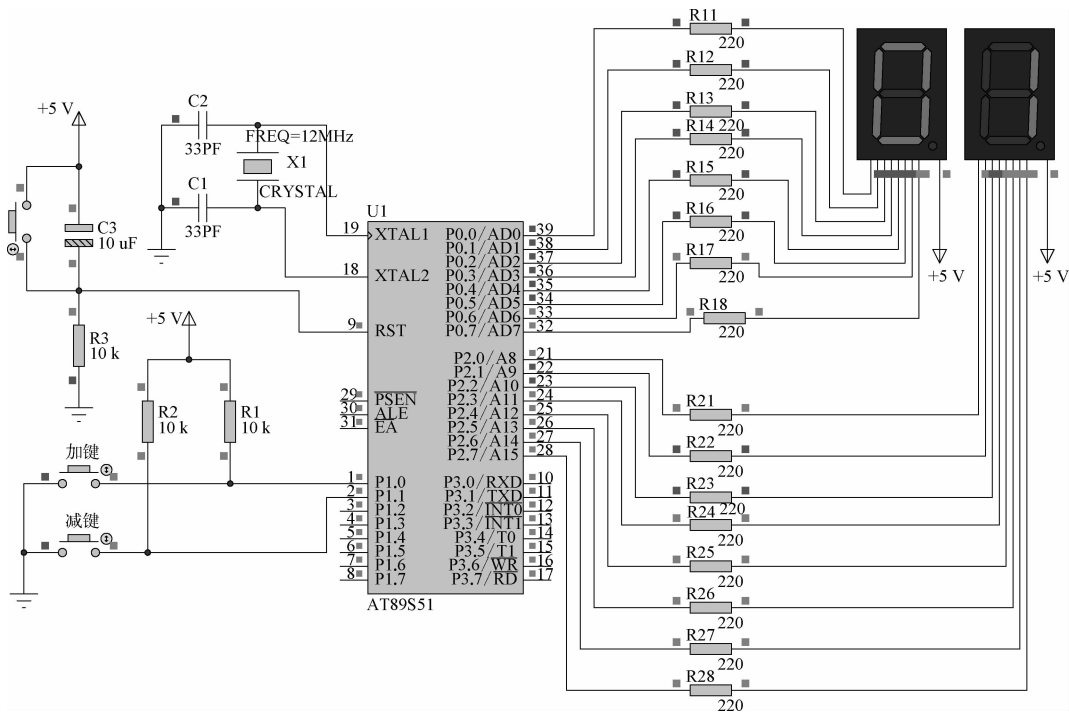 R11
220
R12
220
R13
220
R14
220
R15
220
R16
220
R17
220
R18
220
+5 V
+5 V
+5 V
C2
33PF
FREQ=12MHz
X1
CRYSTAL
C1
33PF
C3
10 uF
R3
10 k
+5 V
R2
10 k
R1
10 k
加键
减键
U1
19 XTAL1
18 XTAL2
9 RST
29 PSEN
30 ALE
31 EA
1 P1.0
2 P1.1
3 P1.2
4 P1.3
5 P1.4
6 P1.5
7 P1.6
8 P1.7
P0.0/AD0 39
P0.1/AD1 38
P0.2/AD2 37
P0.3/AD3 36
P0.4/AD4 35
P0.5/AD5 34
P0.6/AD6 33
P0.7/AD7 32
P2.0/A8 21
P2.1/A9 22
P2.2/A10 23
P2.3/A11 24
P2.4/A12 25
P2.5/A13 26
P2.6/A14 27
P2.7/A15 28
P3.0/RXD 10
P3.1/TXD 11
P3.2/INT0 12
P3.3/INT1 13
P3.4/T0 14
P3.5/T1 15
P3.6/WR 16
P3.7/RD 17
AT89S51
R21
220
R22
220
R23
220
R24
220
R25
220
R26
220
R27
220
R28
220